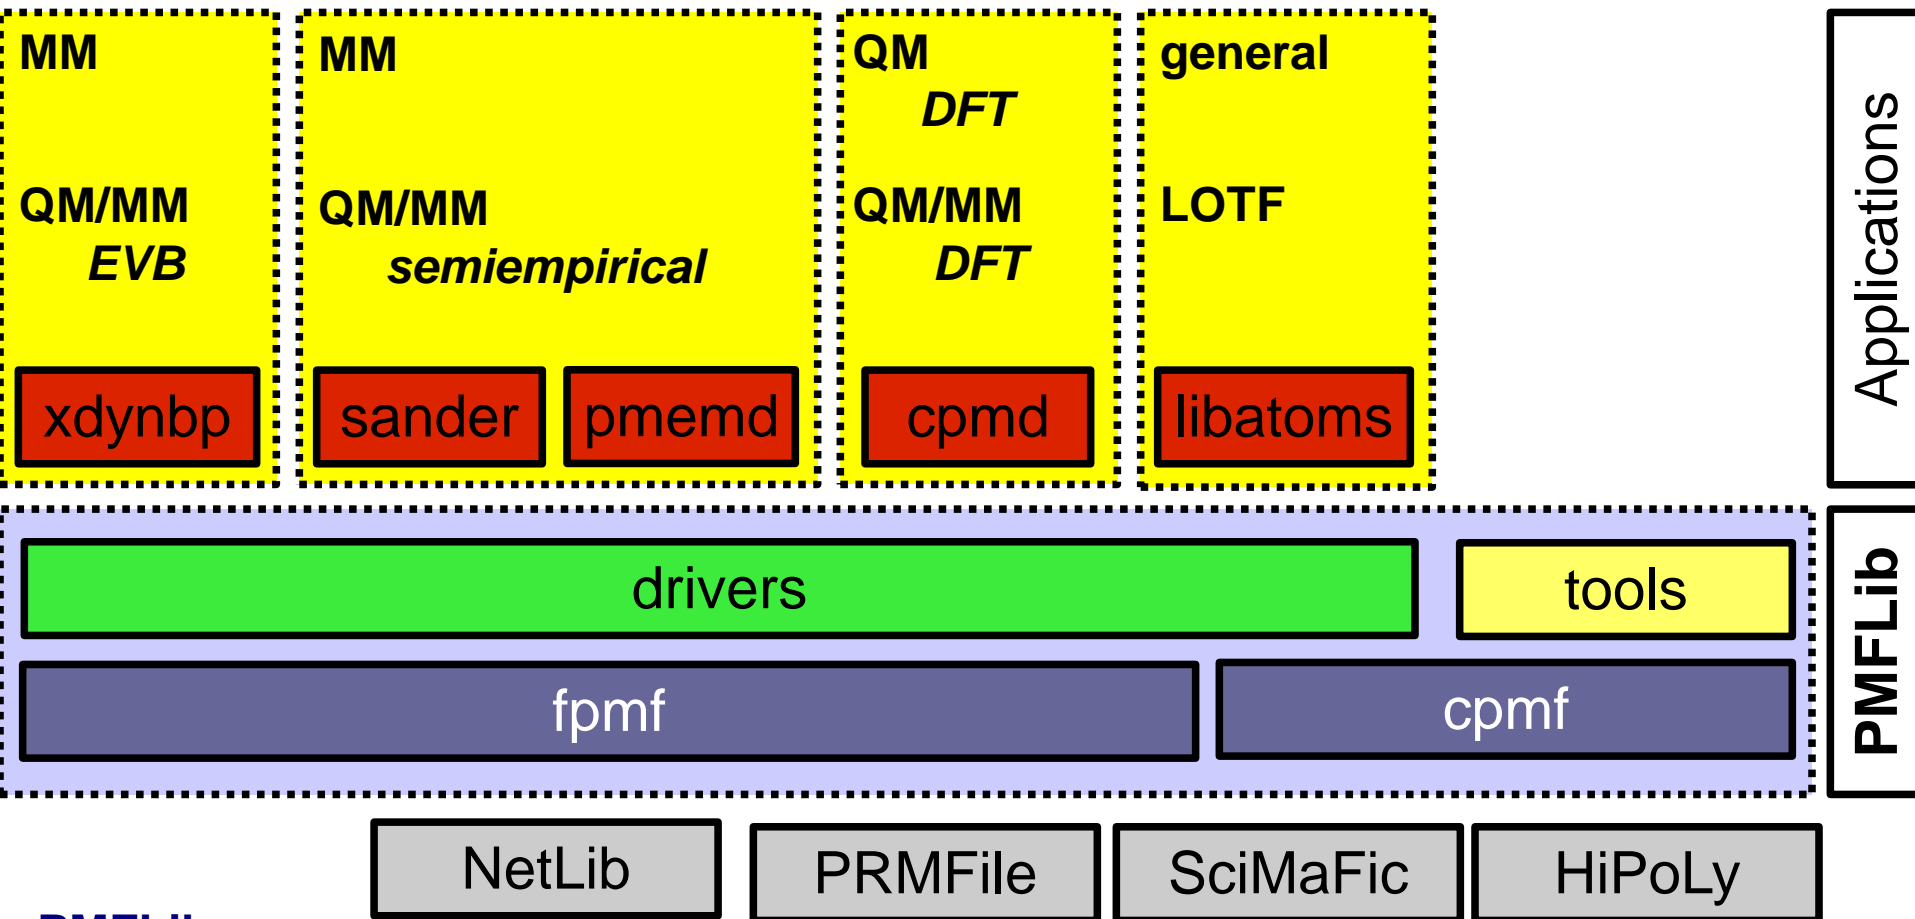 MM
QM/MM
EVB
xdynbp
MM
QM/MM
semiempirical
sander
pmemd
QM
DFT
QM/MM
DFT
cpmd
general
LOTF
libatoms
Applications
drivers
tools
fpmf
cpmf
PMFLib
NetLib
PRMFile
SciMaFic
HiPoLy